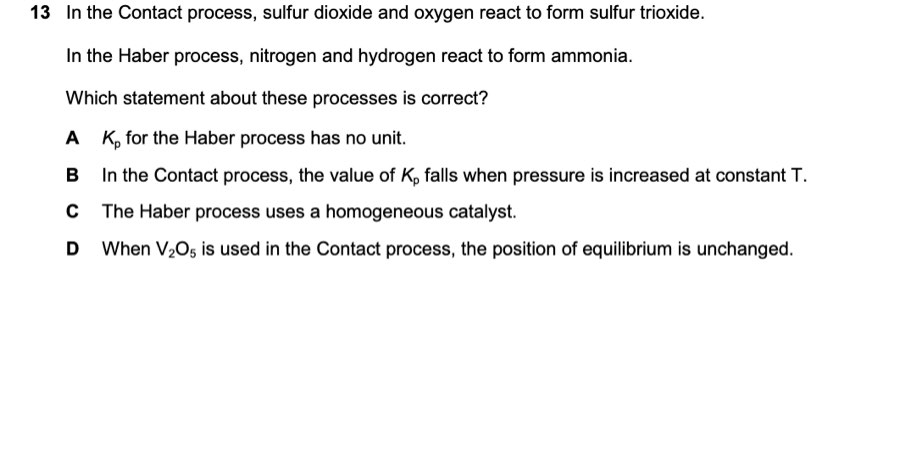 13 In the Contact process, sulfur dioxide and oxygen react to form sulfur trioxide.
In the Haber process, nitrogen and hydrogen react to form ammonia.
Which statement about these processes is correct?
A Kp for the Haber process has no unit.
B In the Contact process, the value of Kp falls when pressure is increased at constant T.
C The Haber process uses a homogeneous catalyst.
D When V₂O₅ is used in the Contact process, the position of equilibrium is unchanged.